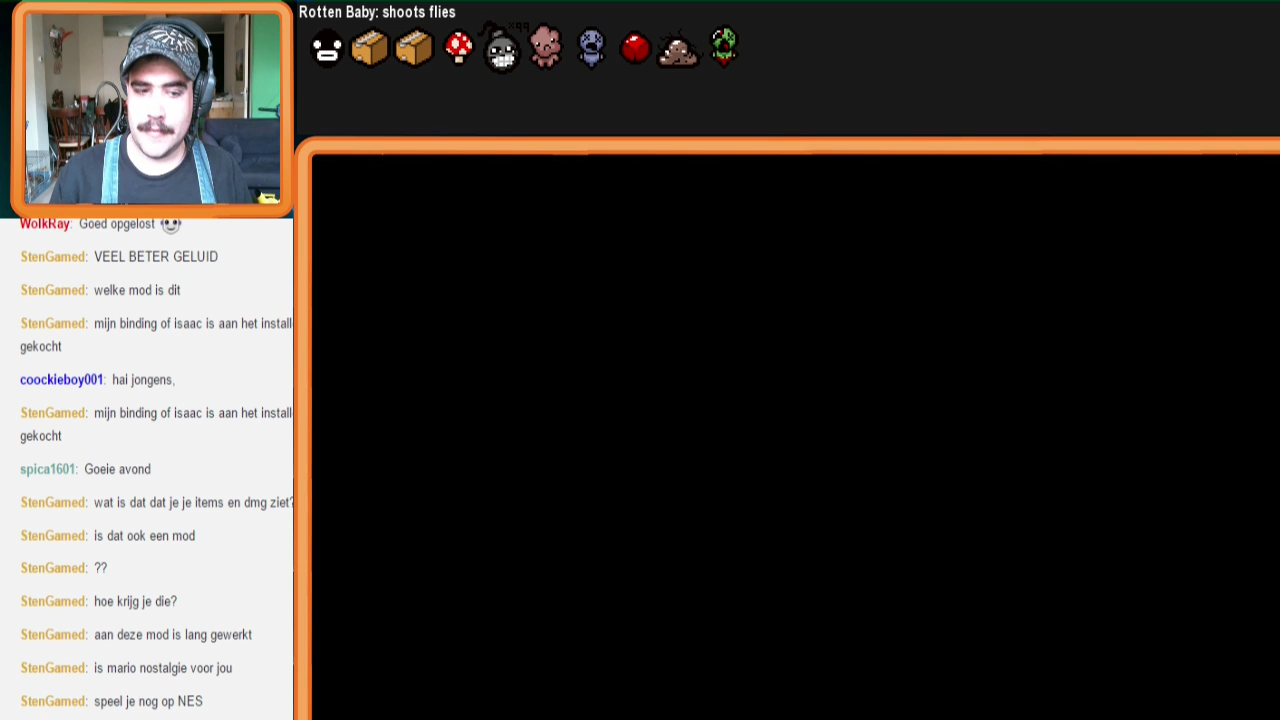 Rotten Baby: shoots flies
x99
WolkRay: Goed opgelost
StenGamed: VEEL BETER GELUID
StenGamed: welke mod is dit
StenGamed: mijn binding of isaac is aan het install
gekocht
coockieboy001: hai jongens,
StenGamed: mijn binding of isaac is aan het install
gekocht
spica1601: Goeie avond
StenGamed: wat is dat dat je je items en dmg ziet?
StenGamed: is dat ook een mod
StenGamed: ??
StenGamed: hoe krijg je die?
StenGamed: aan deze mod is lang gewerkt
StenGamed: is mario nostalgie voor jou
StenGamed: speel je nog op NES